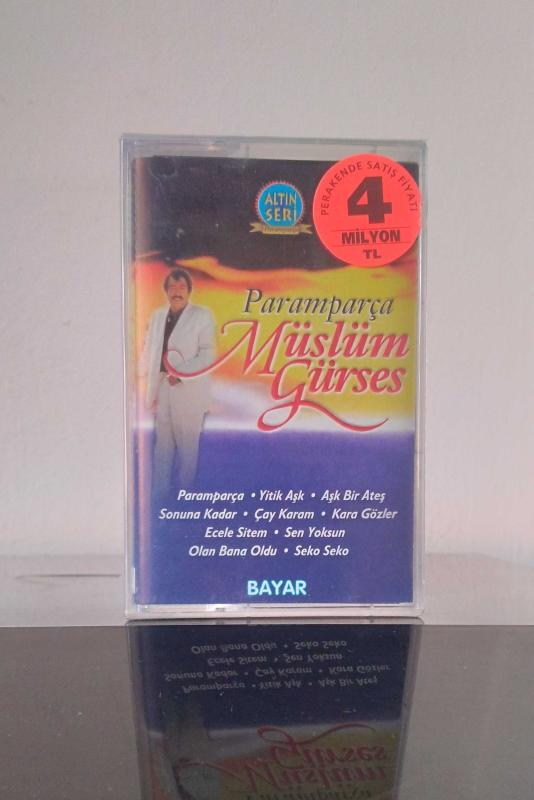 ALTIN
SERİ
Paramparça
PERAKENDE SATIŞ FİYATI
4
MİLYON
TL
Paramparça
Müslüm
Gürses
Paramparça • Yitik Aşk • Aşk Bir Ateş
Sonuna Kadar • Çay Karam • Kara Gözler
Ecele Sitem • Sen Yoksun
Olan Bana Oldu • Seko Seko
BAYAR